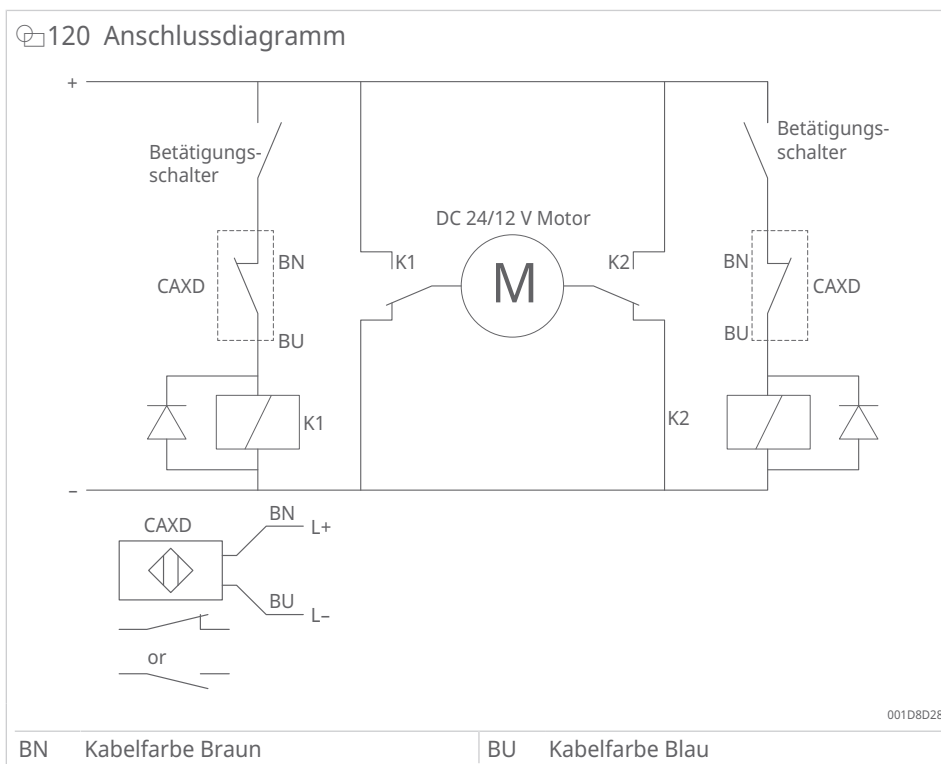 120 Anschlussdiagramm
+
Betätigungs-
schalter
Betätigungs-
schalter
DC 24/12 V Motor
M
CAXD
BN
BU
K1
K2
BN
BU
CAXD
K1
K2
–
CAXD
BN
L+
BU
L–
or
001D8D28
BN Kabelfarbe Braun
BU Kabelfarbe Blau